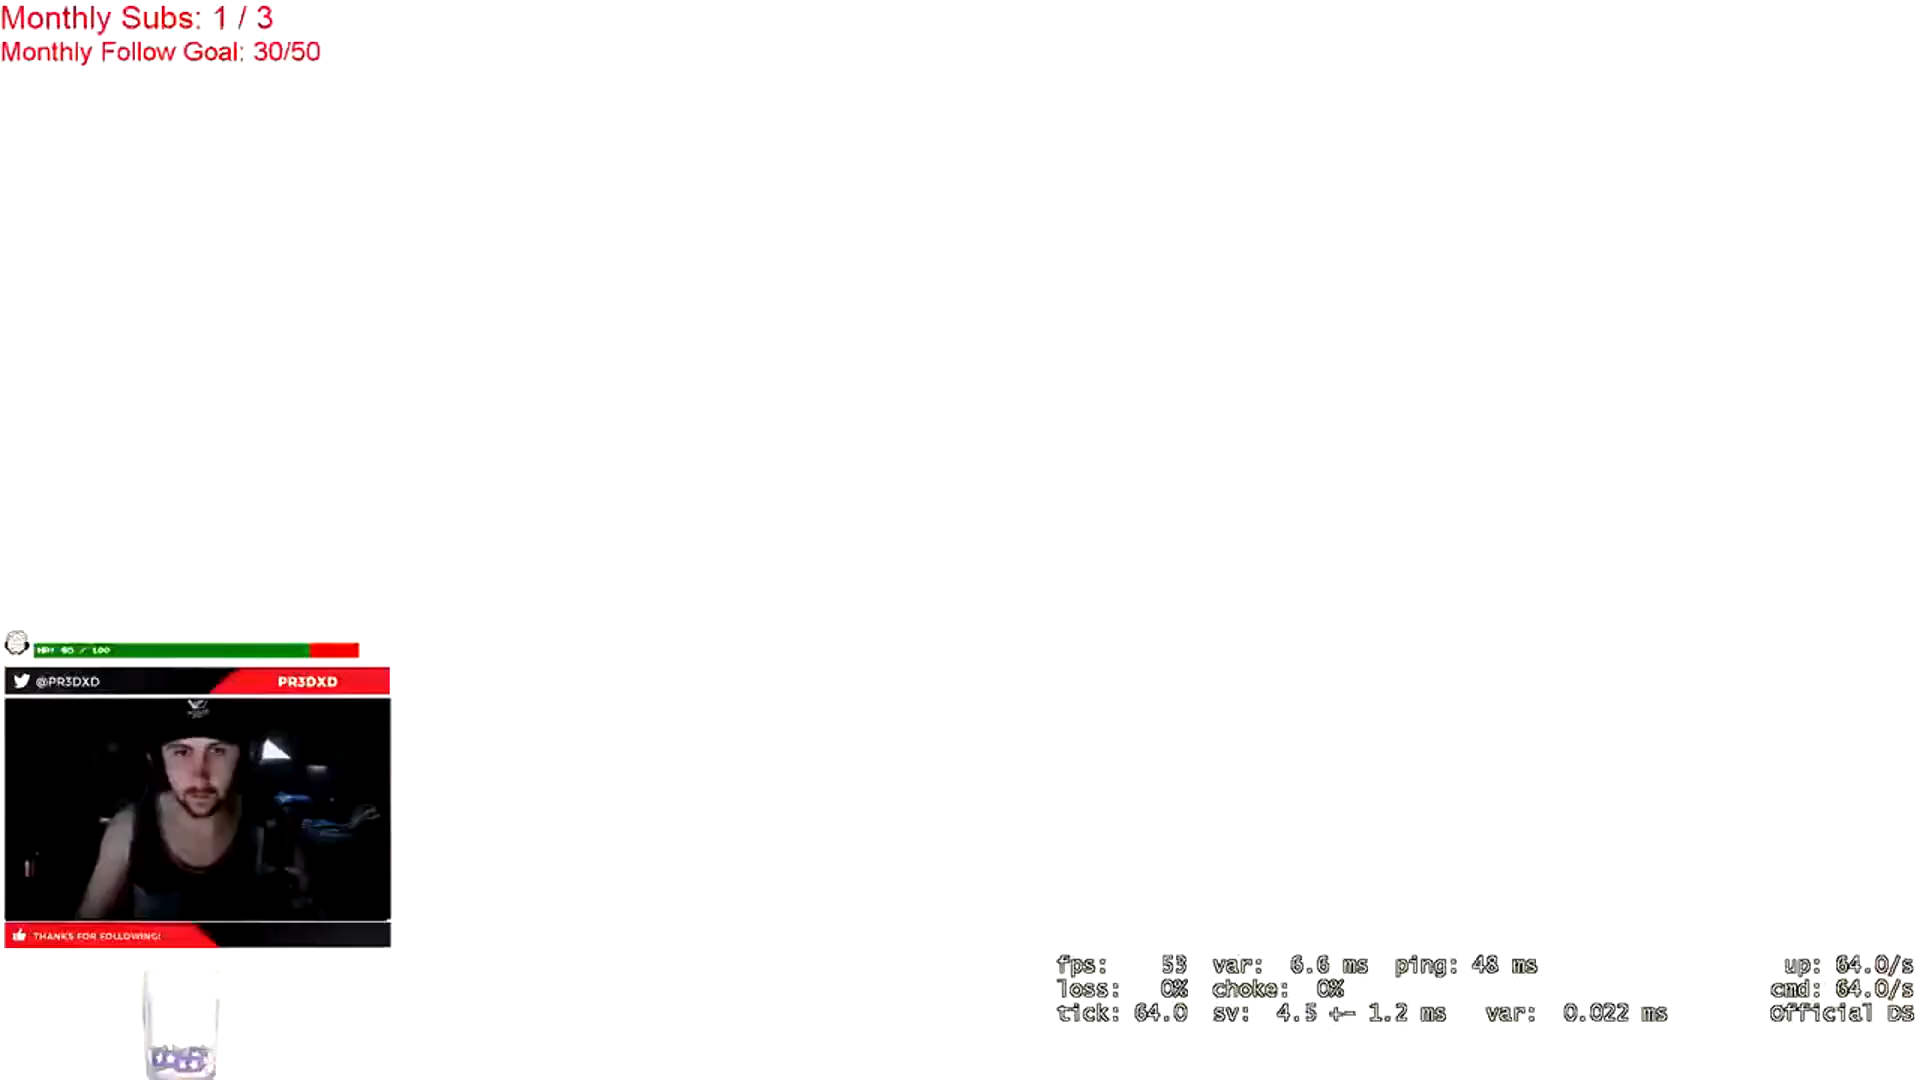 Monthly Subs: 1 / 3
Monthly Follow Goal: 30/50
/ 100
@PR3DXD PR3DXD
THANKS FOR FOLLOWING!
fps: 53 var: 6.6 ms ping: 48 ms up: 64.0/s
loss: 0% choke: 0% cmd: 64.0/s
tick: 64.0 sv: 4.5 +- 1.2 ms var: 0.022 ms Official DS